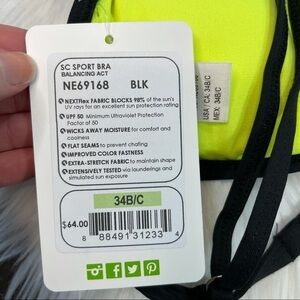 SC SPORT BRA
BALANCING ACT
NE69168 BLK
NEXTflex FABRIC BLOCKS 98% of the sun's
UV rays for an excellent sun protection rating
UPF 50 Minimum Ultraviolet Protection
Factor of 50
WICKS AWAY MOISTURE for comfort and
coolness
FLAT SEAMS to prevent chafing
IMPROVED COLOR FASTNESS
EXTRA-STRETCH FABRIC to maintain shape
EXTENSIVELY TESTED via launderings and
simulated sun exposure
34B/C
$64.00
8 88491 31233 4
USA / CA: 34B/C
MEX: 34B/C